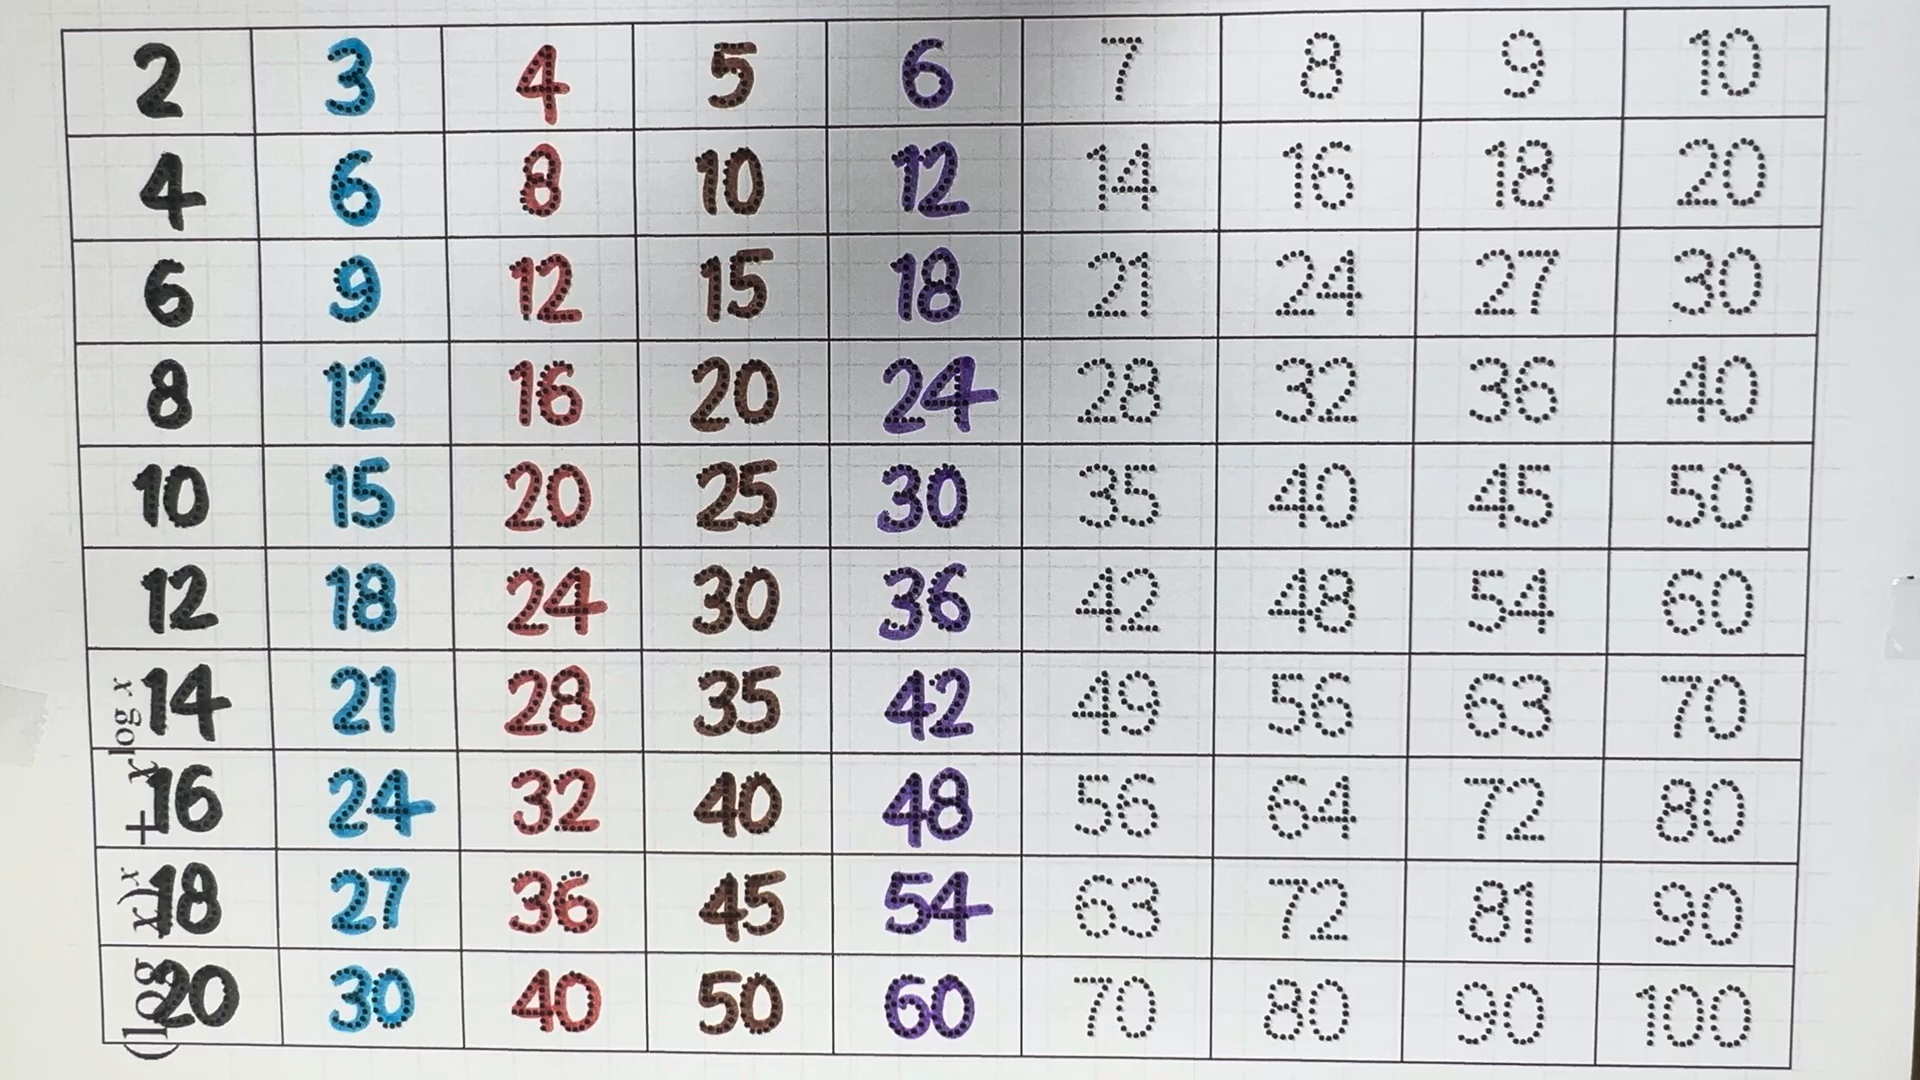 2 3 4 5 6 7 8 9 10
4 6 8 10 12 14 16 18 20
6 9 12 15 18 21 24 27 30
8 12 16 20 24 28 32 36 40
10 15 20 25 30 35 40 45 50
12 18 24 30 36 42 48 54 60
14 21 28 35 42 49 56 63 70
16 24 32 40 48 56 64 72 80
18 27 36 45 54 63 72 81 90
20 30 40 50 60 70 80 90 100
(log x)^x + x^log x